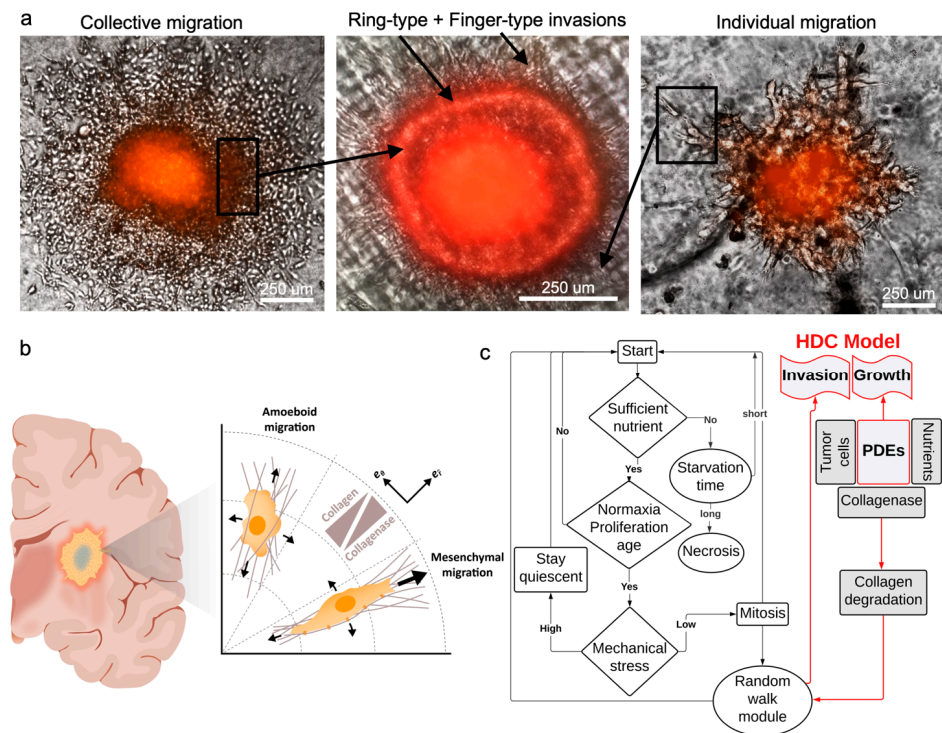 a
Collective migration
Ring-type + Finger-type invasions
Individual migration
250 um
250 um
250 um
b
Amoeboid
migration
e_θ
e_r̂
Collagen
Collagenase
Mesenchymal
migration
c
HDC Model
Start
Invasion
Growth
Sufficient
nutrient
No
No
short
Yes
Starvation
time
Tumor
cells
PDEs
Nutrients
Collagenase
Normaxia
Proliferation
age
long
Necrosis
Stay
quiescent
Yes
High
Low
Mitosis
Mechanical
stress
Collagen
degradation
Random
walk
module